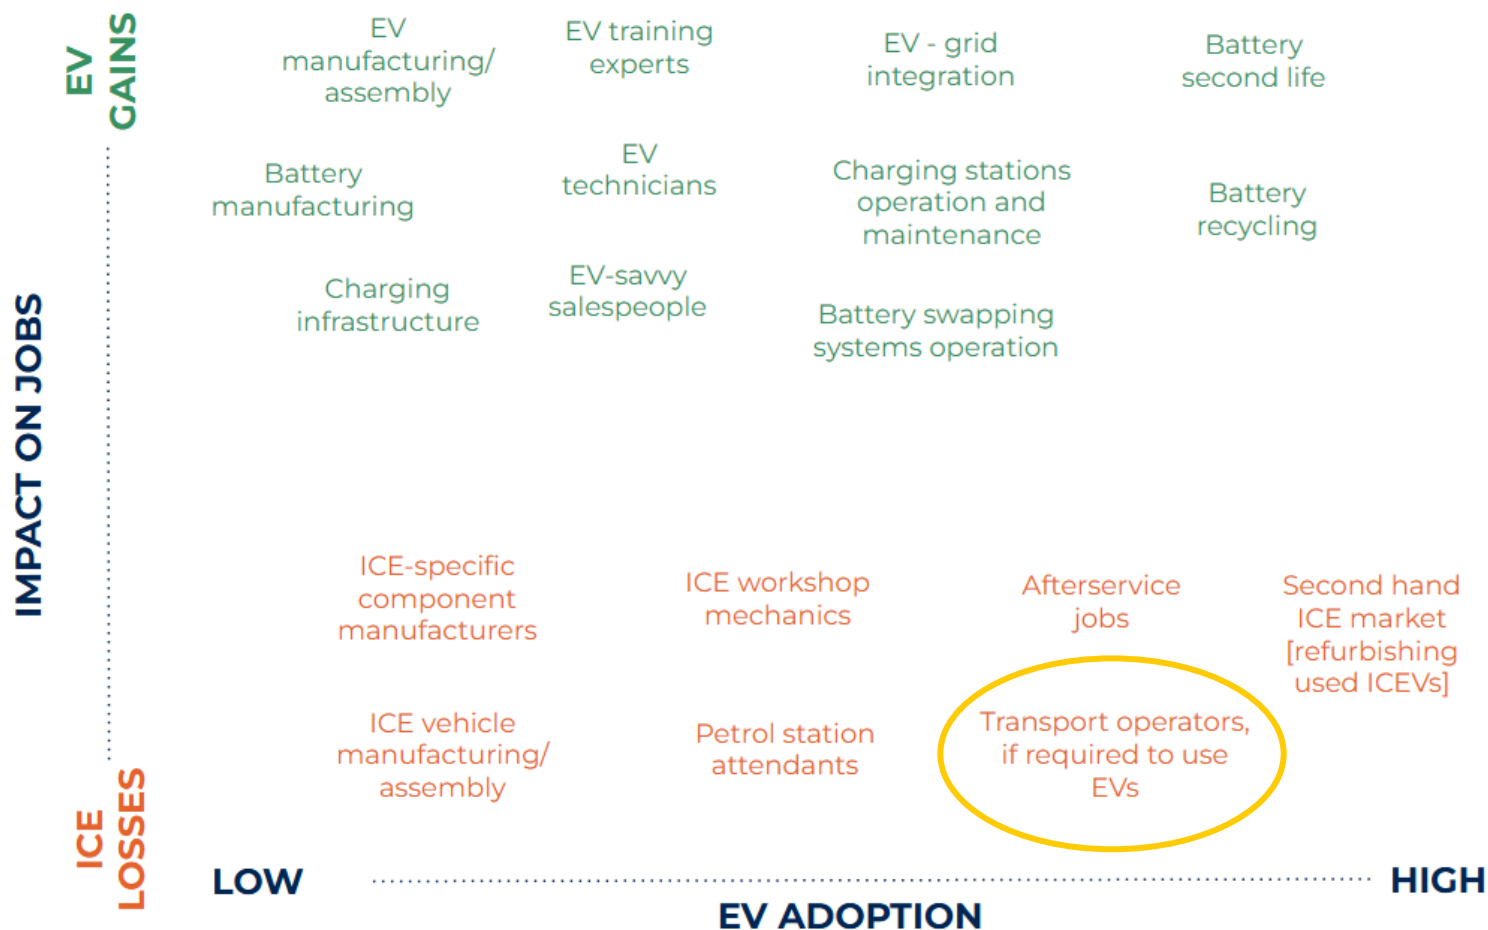 EV
GAINS
EV
manufacturing/
assembly
EV training
experts
EV - grid
integration
Battery
second life
Battery
manufacturing
EV
technicians
Charging stations
operation and
maintenance
Battery
recycling
Charging
infrastructure
EV-savvy
salespeople
Battery swapping
systems operation
IMPACT ON JOBS
ICE-specific
component
manufacturers
ICE workshop
mechanics
Afterservice
jobs
Second hand
ICE market
[refurbishing
used ICEVs]
ICE vehicle
manufacturing/
assembly
Petrol station
attendants
Transport operators,
if required to use
EVs
ICE
LOSSES
LOW
HIGH
EV ADOPTION